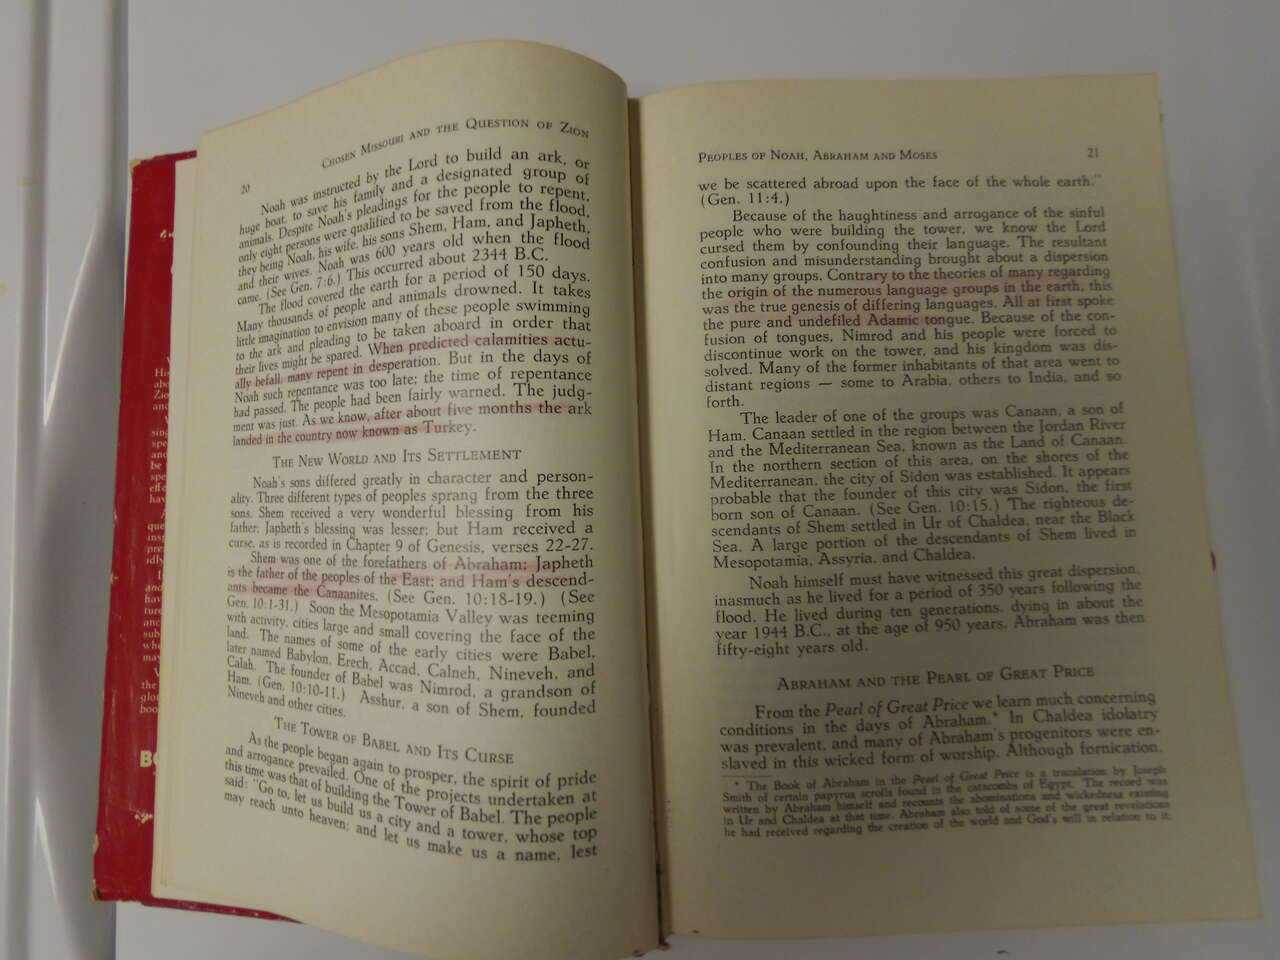 20
CHOSEN MISSOURI AND THE QUESTION OF ZION
Noah was instructed by the Lord to build an ark, or
huge boat, to save his family and a designated group of
animals. Despite Noah's pleadings for the people to repent,
only eight persons were qualified to be saved from the flood,
they being Noah, his wife, his sons Shem, Ham, and Japheth,
and their wives. Noah was 600 years old when the flood
came. (See Gen. 7:6.) This occurred about 2344 B.C.
The flood covered the earth for a period of 150 days.
Many thousands of people and animals drowned. It takes
little imagination to envision many of these people swimming
to the ark and pleading to be taken aboard in order that
their lives might be spared. When predicted calamities actu-
ally befall, many repent in desperation. But in the days of
Noah such repentance was too late; the time of repentance
had passed. The people had been fairly warned. The judg-
ment was just. As we know, after about five months the ark
landed in the country now known as Turkey.
THE NEW WORLD AND ITS SETTLEMENT
Noah's sons differed greatly in character and person-
ality. Three different types of peoples sprang from the three
sons. Shem received a very wonderful blessing from his
father; Japheth's blessing was lesser; but Ham received a
curse, as is recorded in Chapter 9 of Genesis, verses 22-27.
Shem was one of the forefathers of Abraham; Japheth
is the father of the peoples of the East; and Ham's descend-
ants became the Canaanites. (See Gen. 10:18-19.) (See
Gen. 10:1-31.) Soon the Mesopotamia Valley was teeming
with activity, cities large and small covering the face of the
land. The names of some of the early cities were Babel,
later named Babylon, Erech, Accad, Calneh, Nineveh, and
Calah. The founder of Babel was Nimrod, a grandson of
Ham. (Gen. 10:10-11.) Asshur, a son of Shem, founded
Nineveh and other cities.
THE TOWER OF BABEL AND ITS CURSE
As the people began again to prosper, the spirit of pride
and arrogance prevailed. One of the projects undertaken at
this time was that of building the Tower of Babel. The people
said: "Go to, let us build us a city and a tower, whose top
may reach unto heaven; and let us make us a name, lest
PEOPLES OF NOAH, ABRAHAM AND MOSES
21
we be scattered abroad upon the face of the whole earth."
(Gen. 11:4.)
Because of the haughtiness and arrogance of the sinful
people who were building the tower, we know the Lord
cursed them by confounding their language. The resultant
confusion and misunderstanding brought about a dispersion
into many groups. Contrary to the theories of many regarding
the origin of the numerous language groups in the earth, this
was the true genesis of differing languages. All at first spoke
the pure and undefiled Adamic tongue. Because of the con-
fusion of tongues, Nimrod and his people were forced to
discontinue work on the tower, and his kingdom was dis-
solved. Many of the former inhabitants of that area went to
distant regions — some to Arabia, others to India, and so
forth.
The leader of one of the groups was Canaan, a son of
Ham. Canaan settled in the region between the Jordan River
and the Mediterranean Sea, known as the Land of Canaan.
In the northern section of this area, on the shores of the
Mediterranean, the city of Sidon was established. It appears
probable that the founder of this city was Sidon, the first
born son of Canaan. (See Gen. 10:15.) The righteous de-
scendants of Shem settled in Ur of Chaldea, near the Black
Sea. A large portion of the descendants of Shem lived in
Mesopotamia, Assyria, and Chaldea.
Noah himself must have witnessed this great dispersion,
inasmuch as he lived for a period of 350 years following the
flood. He lived during ten generations, dying in about the
year 1944 B.C., at the age of 950 years. Abraham was then
fifty-eight years old.
ABRAHAM AND THE PEARL OF GREAT PRICE
From the Pearl of Great Price we learn much concerning
conditions in the days of Abraham.* In Chaldea idolatry
was prevalent, and many of Abraham's progenitors were en-
slaved in this wicked form of worship. Although fornication,
* The Book of Abraham in the Pearl of Great Price is a translation by Joseph
Smith of certain papyrus scrolls found in the catacombs of Egypt. The record was
written by Abraham himself and recounts the abominations and wickedness existing
in Ur and Chaldea at that time. Abraham also told of some of the great revelations
he had received regarding the creation of the world and God's will in relation to it.